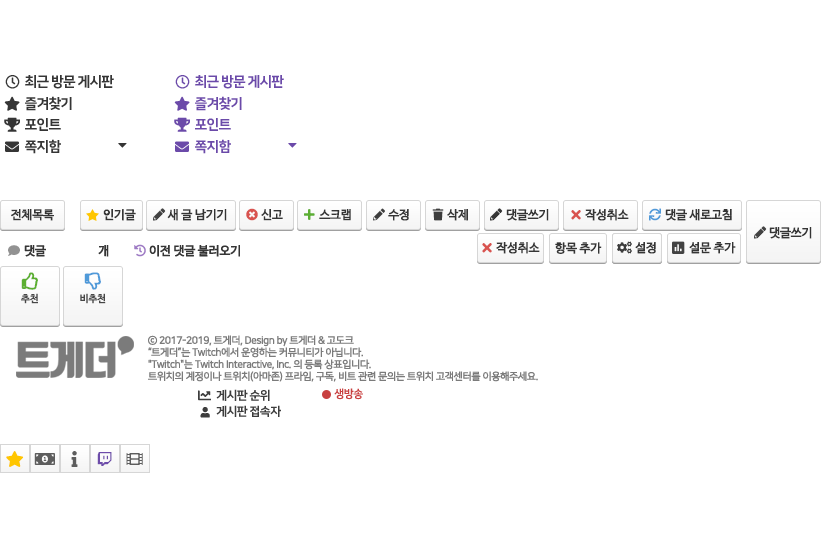 최근 방문 게시판 최근 방문 게시판
즐겨찾기 즐겨찾기
포인트 포인트
쪽지함 쪽지함
전체목록 인기글 새 글 남기기 신고 스크랩 수정 삭제 댓글쓰기 작성취소 댓글 새로고침 댓글쓰기
댓글 개 이전 댓글 불러오기 작성취소 항목 추가 설정 설문 추가
추천 비추천
트게더
© 2017-2019, 트게더, Design by 트게더 & 고도크
"트게더"는 Twitch에서 운영하는 커뮤니티가 아닙니다.
"Twitch"는 Twitch Interactive, Inc. 의 등록 상표입니다.
트위치의 계정이나 트위치(아마존) 프라임, 구독, 비트 관련 문의는 트위치 고객센터를 이용해주세요.
게시판 순위 생방송
게시판 접속자